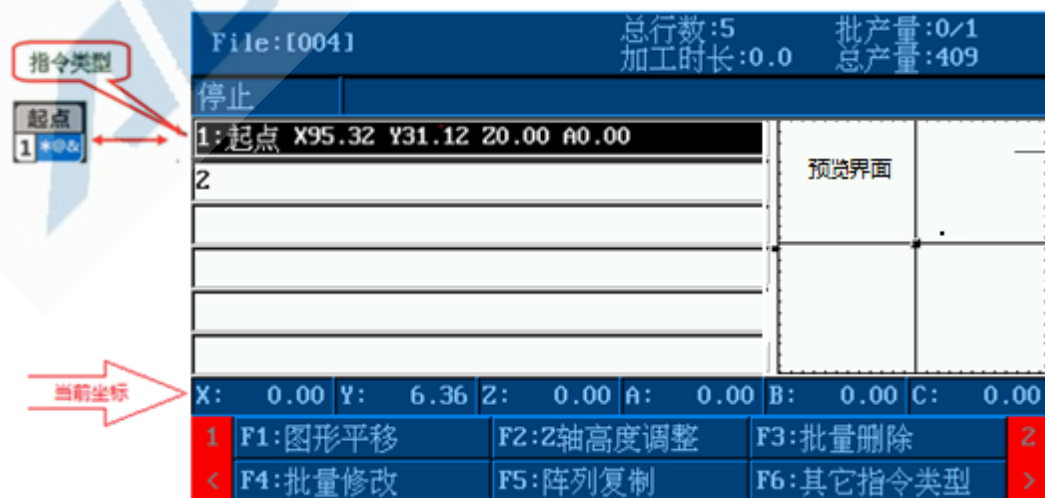 File:[004]
总行数:5
批产量:0/1
加工时长:0.0
总产量:409
指令类型
停止
起点
1 *@&
1:起点 X95.32 Y31.12 Z0.00 A0.00
预览界面
2
当前坐标
X: 0.00 Y: 6.36 Z: 0.00 A: 0.00 B: 0.00 C: 0.00
1 F1:图形平移 F2:Z轴高度调整 F3:批量删除 2
< F4:批量修改 F5:阵列复制 F6:其它指令类型 >